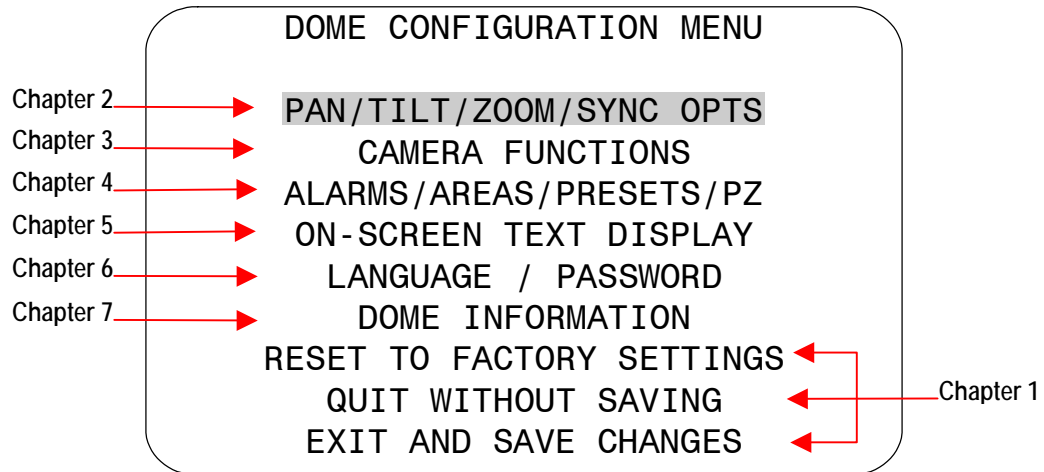 DOME CONFIGURATION MENU
Chapter 2 PAN/TILT/ZOOM/SYNC OPTS
Chapter 3 CAMERA FUNCTIONS
Chapter 4 ALARMS/AREAS/PRESETS/PZ
Chapter 5 ON-SCREEN TEXT DISPLAY
Chapter 6 LANGUAGE / PASSWORD
Chapter 7 DOME INFORMATION
RESET TO FACTORY SETTINGS
QUIT WITHOUT SAVING Chapter 1
EXIT AND SAVE CHANGES